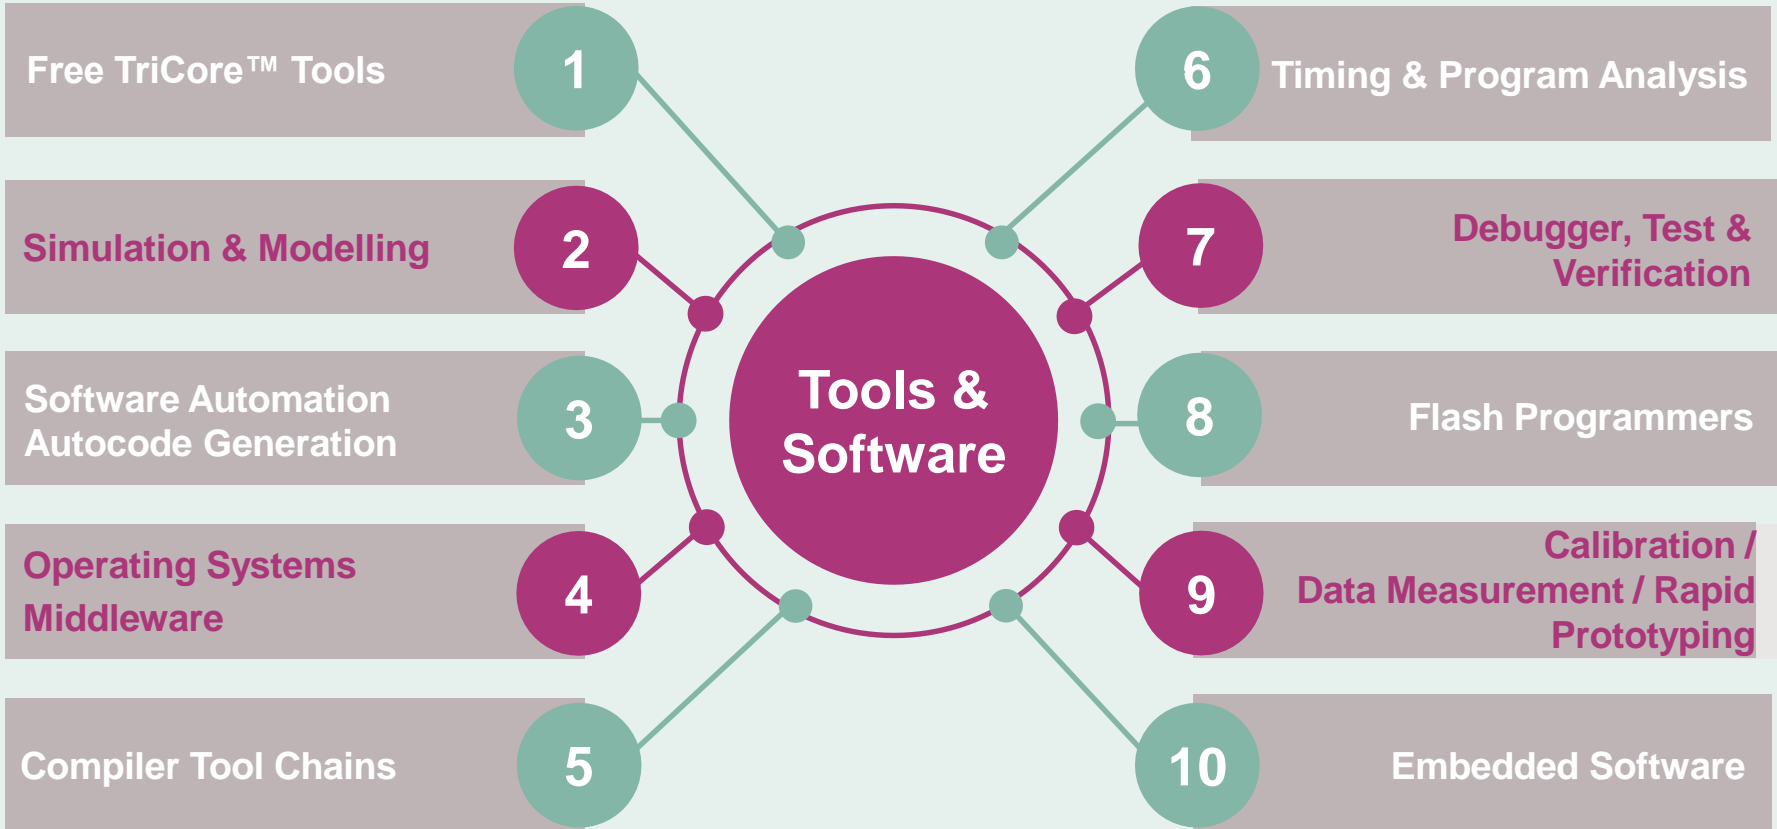 Free TriCore™ Tools
1
Simulation & Modelling
2
Software Automation
Autocode Generation
3
Operating Systems
Middleware
4
Compiler Tool Chains
5
Tools &
Software
6
Timing & Program Analysis
7
Debugger, Test &
Verification
8
Flash Programmers
9
Calibration /
Data Measurement / Rapid
Prototyping
10
Embedded Software